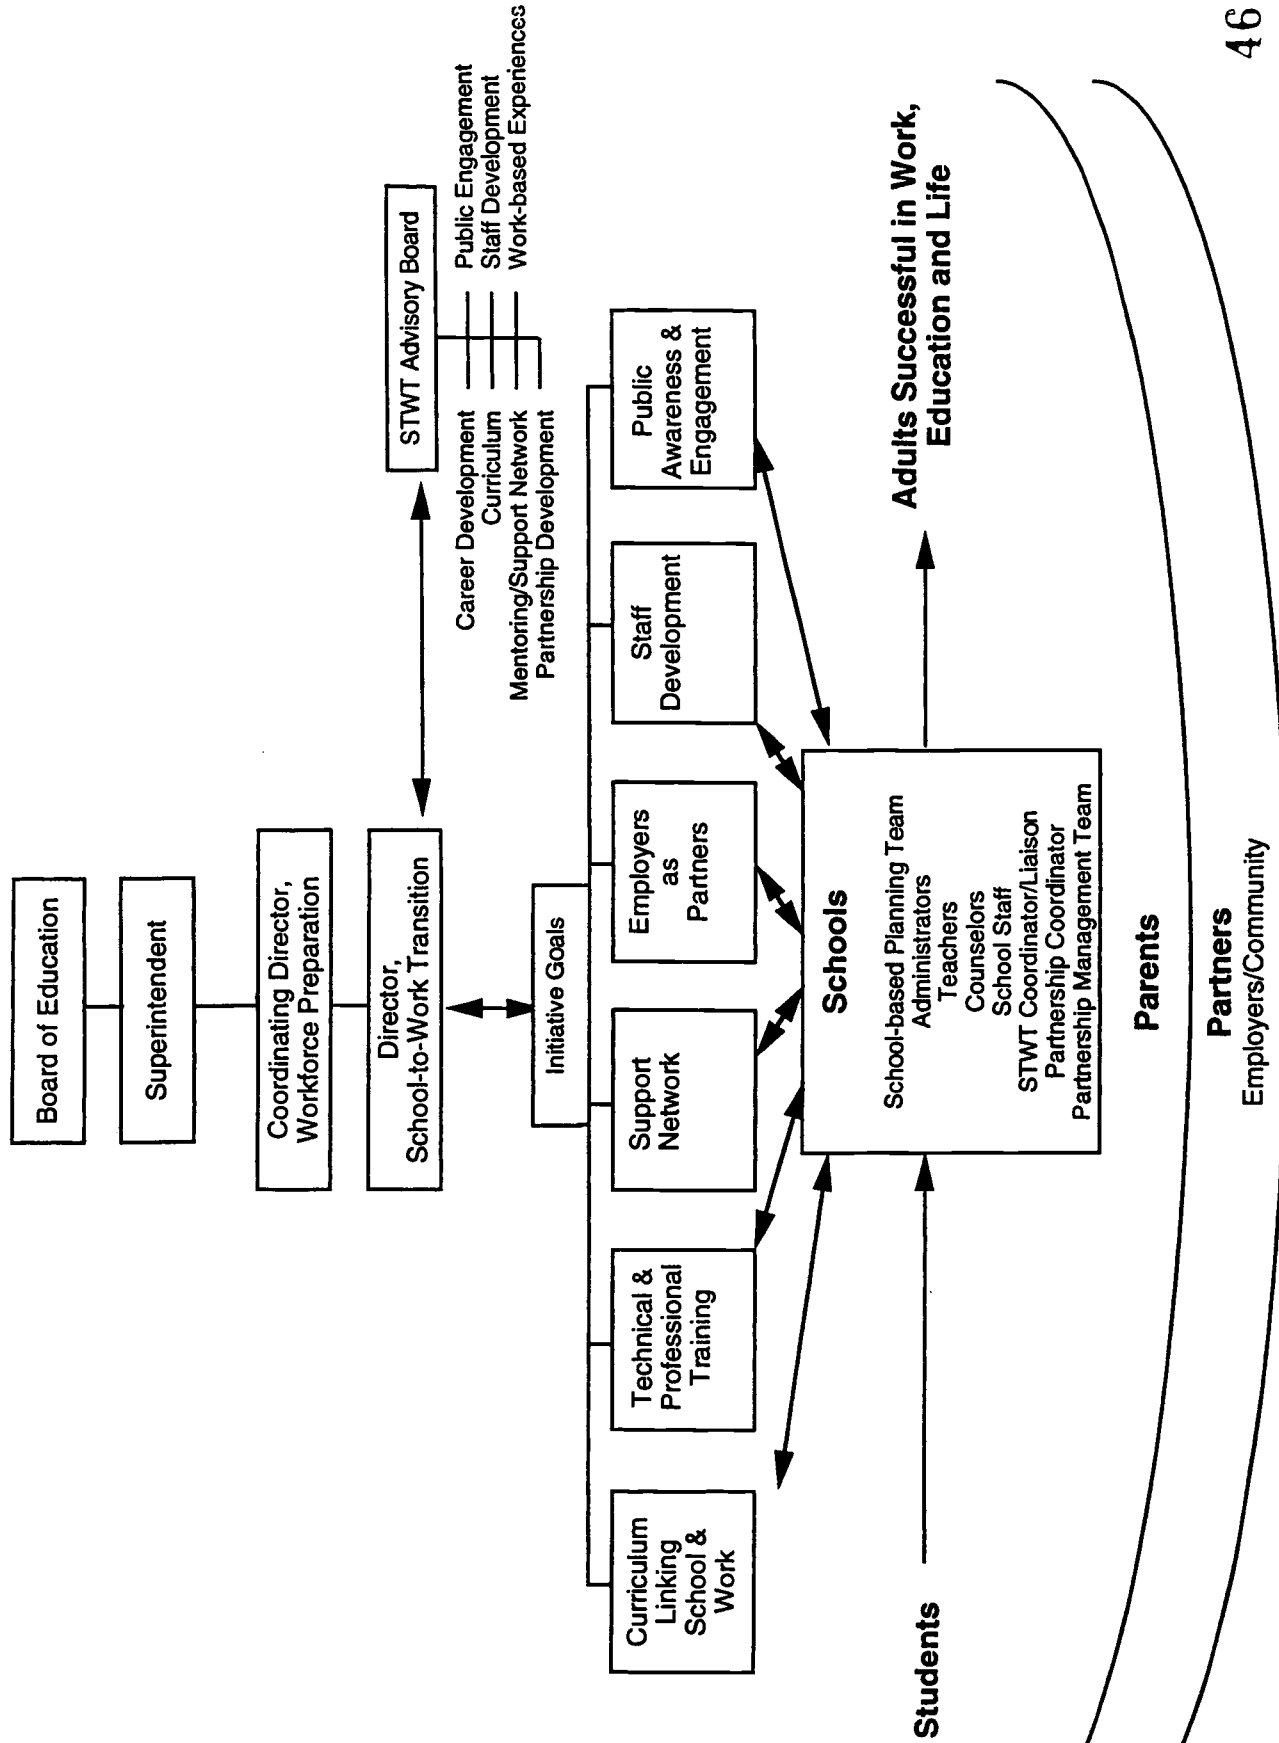 Board of Education
Superintendent
Coordinating Director,
Workforce Preparation
Director,
School-to-Work Transition
STWT Advisory Board
Career Development
Public Engagement
Curriculum
Staff Development
Mentoring/Support Network
Work-based Experiences
Partnership Development
Initiative Goals
Curriculum
Linking
School &
Work
Technical &
Professional
Training
Support
Network
Employers
as
Partners
Staff
Development
Public
Awareness &
Engagement
Students
Schools
School-based Planning Team
Administrators
Teachers
Counselors
School Staff
STWT Coordinator/Liaison
Partnership Coordinator
Partnership Management Team
Adults Successful in Work,
Education and Life
Parents
Partners
Employers/Community
46